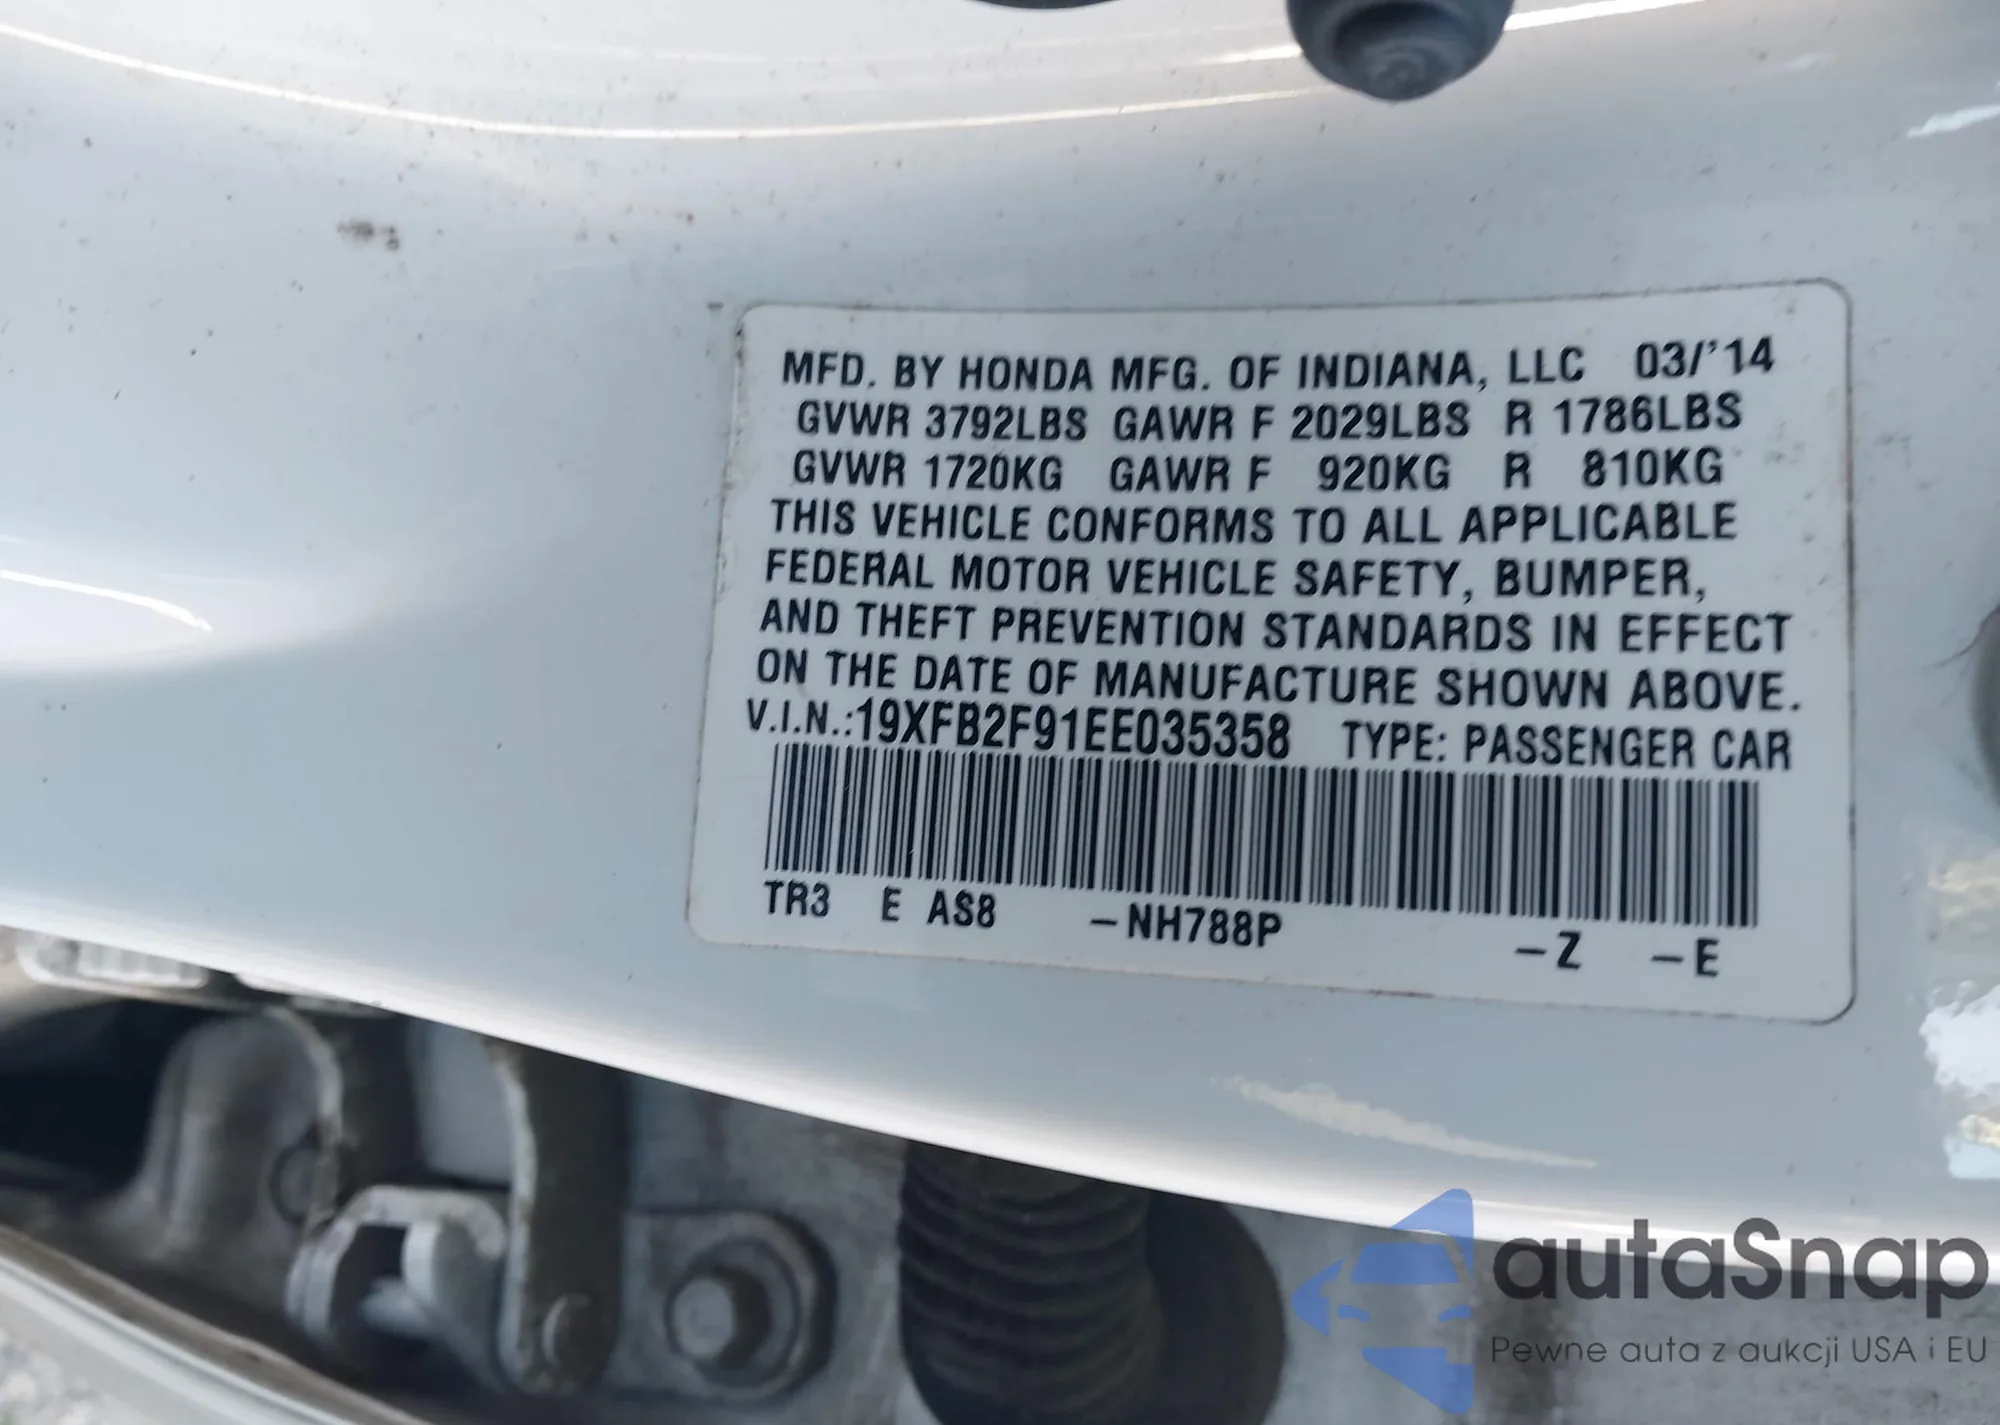 MFD. BY HONDA MFG. OF INDIANA, LLC 03/'14
GVWR 3792LBS GAWR F 2029LBS R 1786LBS
GVWR 1720KG GAWR F 920KG R 810KG
THIS VEHICLE CONFORMS TO ALL APPLICABLE
FEDERAL MOTOR VEHICLE SAFETY, BUMPER,
AND THEFT PREVENTION STANDARDS IN EFFECT
ON THE DATE OF MANUFACTURE SHOWN ABOVE.
V.I.N.:19XFB2F91EE035358 TYPE: PASSENGER CAR
TR3 E AS8 -NH788P -Z -E
autaSnap
Pewne auta z aukcji USA i EU